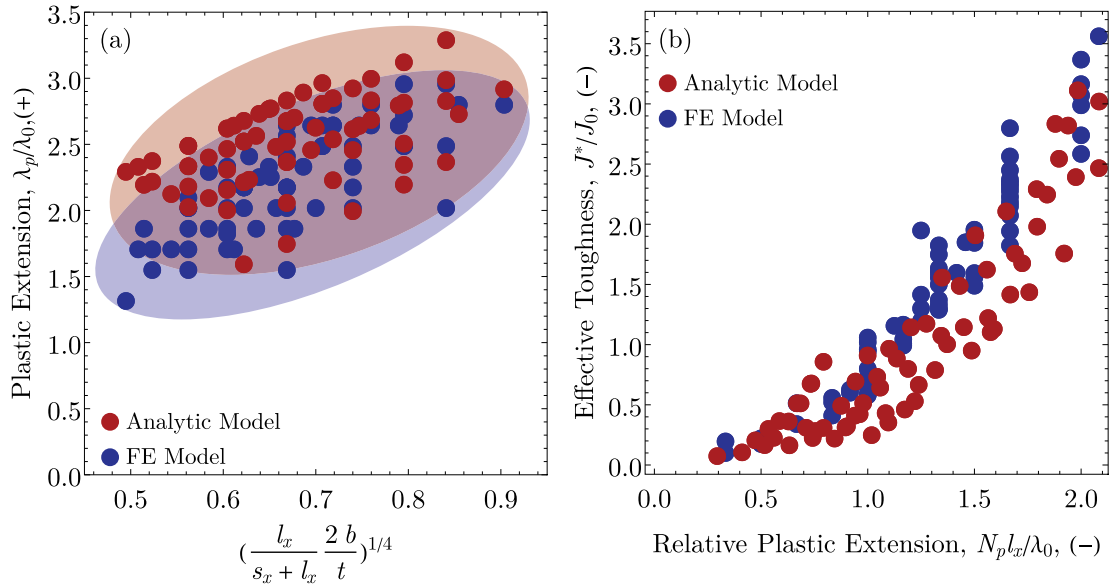 (a)
3.5
3.0
2.5
2.0
1.5
1.0
0.5
0.0
Plastic Extension, λp/λ0,(+)
Analytic Model
FE Model
0.5 0.6 0.7 0.8 0.9
(lx/(sx + lx) 2 b/t)1/4
(b)
Analytic Model
FE Model
3.5
3.0
2.5
2.0
1.5
1.0
0.5
0.0
Effective Toughness, J*/J0, (−)
0.0 0.5 1.0 1.5 2.0
Relative Plastic Extension, Nplx/λ0, (−)